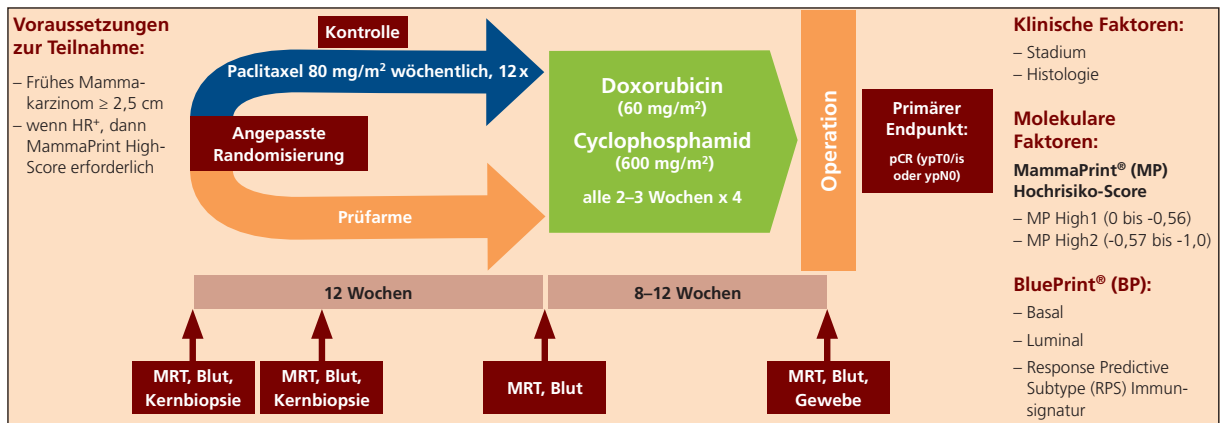 Voraussetzungen
zur Teilnahme:
– Frühes Mamma-
karzinom ≥ 2,5 cm
– wenn HR⁺, dann
MammaPrint High-
Score erforderlich
Kontrolle
Paclitaxel 80 mg/m² wöchentlich, 12 x
Angepasste
Randomisierung
Prüfarme
Doxorubicin
(60 mg/m²)
Cyclophosphamid
(600 mg/m²)
alle 2–3 Wochen x 4
Operation
Primärer
Endpunkt:
pCR (ypT0/is
oder ypN0)
12 Wochen
8–12 Wochen
MRT, Blut,
Kernbiopsie
MRT, Blut,
Kernbiopsie
MRT, Blut
MRT, Blut,
Gewebe
Klinische Faktoren:
– Stadium
– Histologie
Molekulare
Faktoren:
MammaPrint® (MP)
Hochrisiko-Score
– MP High1 (0 bis -0,56)
– MP High2 (-0,57 bis -1,0)
BluePrint® (BP):
– Basal
– Luminal
– Response Predictive
Subtype (RPS) Immun-
signatur